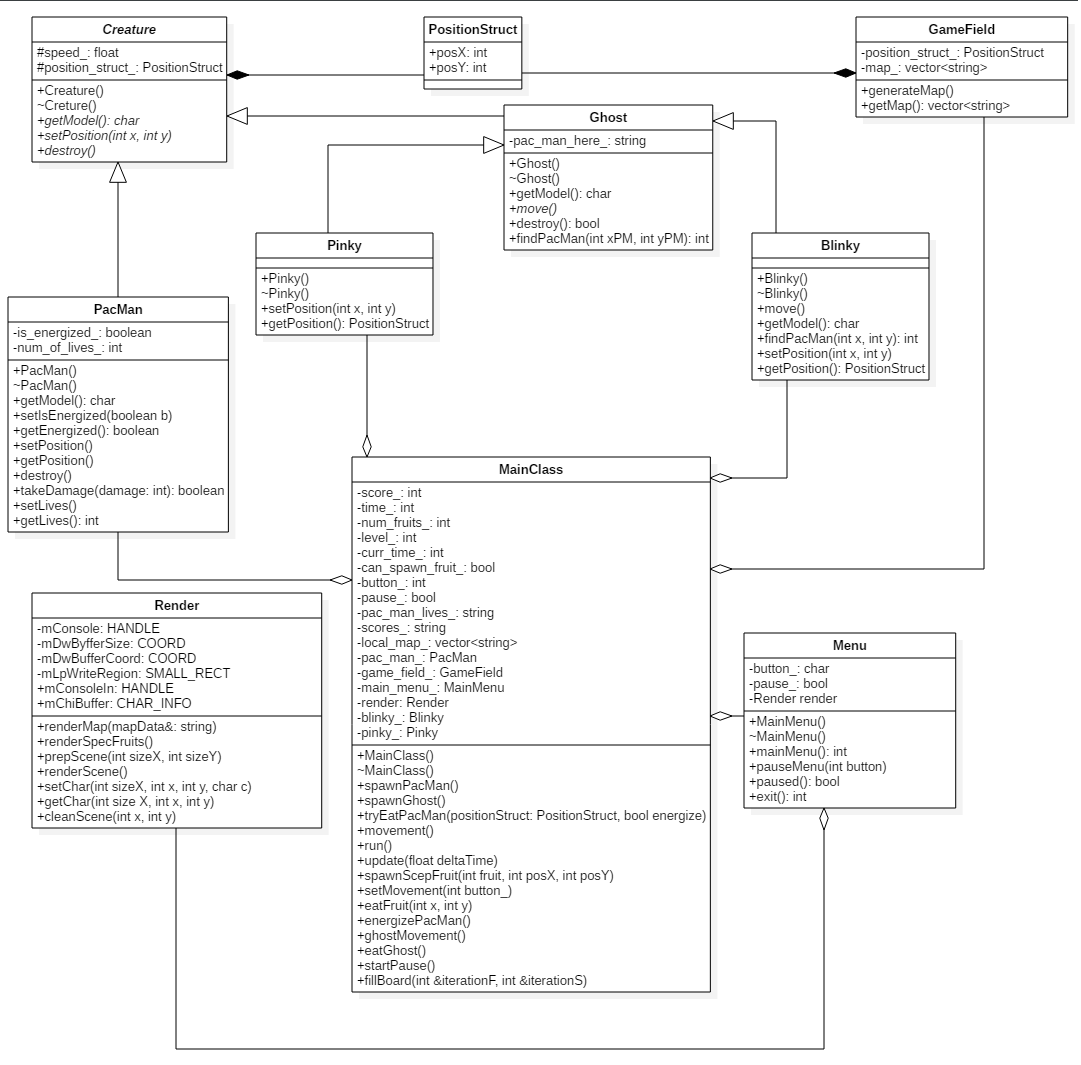 Creature
#speed_: float
#position_struct_: PositionStruct
+Creature()
~Creture()
+getModel(): char
+setPosition(int x, int y)
+destroy()
PositionStruct
+posX: int
+posY: int
GameField
-position_struct_: PositionStruct
-map_: vector<string>
+generateMap()
+getMap(): vector<string>
Ghost
-pac_man_here_: string
+Ghost()
~Ghost()
+getModel(): char
+move()
+destroy(): bool
+findPacMan(int xPM, int yPM): int
Pinky
+Pinky()
~Pinky()
+setPosition(int x, int y)
+getPosition(): PositionStruct
Blinky
+Blinky()
~Blinky()
+move()
+getModel(): char
+findPacMan(int x, int y): int
+setPosition(int x, int y)
+getPosition(): PositionStruct
PacMan
-is_energized_: boolean
-num_of_lives_: int
+PacMan()
~PacMan()
+getModel(): char
+setIsEnergized(boolean b)
+getEnergized(): boolean
+setPosition()
+getPosition()
+destroy()
+takeDamage(damage: int): boolean
+setLives()
+getLives(): int
MainClass
-score_: int
-time_: int
-num_fruits_: int
-level_: int
-curr_time_: int
-can_spawn_fruit_: bool
-button_: int
-pause_: bool
-pac_man_lives_: string
-scores_: string
-local_map_: vector<string>
-pac_man_: PacMan
-game_field_: GameField
-main_menu_: MainMenu
-render: Render
-blinky_: Blinky
-pinky_: Pinky
+MainClass()
~MainClass()
+spawnPacMan()
+spawnGhost()
+tryEatPacMan(positionStruct: PositionStruct, bool energize)
+movement()
+run()
+update(float deltaTime)
+spawnScepFruit(int fruit, int posX, int posY)
+setMovement(int button_)
+eatFruit(int x, int y)
+energizePacMan()
+ghostMovement()
+eatGhost()
+startPause()
+fillBoard(int &iterationF, int &iterationS)
Render
-mConsole: HANDLE
-mDwByfferSize: COORD
-mDwBufferCoord: COORD
-mLpWriteRegion: SMALL_RECT
+mConsoleIn: HANDLE
+mChiBuffer: CHAR_INFO
+renderMap(mapData&: string)
+renderSpecFruits()
+prepScene(int sizeX, int sizeY)
+renderScene()
+setChar(int sizeX, int x, int y, char c)
+getChar(int size X, int x, int y)
+cleanScene(int x, int y)
Menu
-button_: char
-pause_: bool
-Render render
+MainMenu()
~MainMenu()
+mainMenu(): int
+pauseMenu(int button)
+paused(): bool
+exit(): int